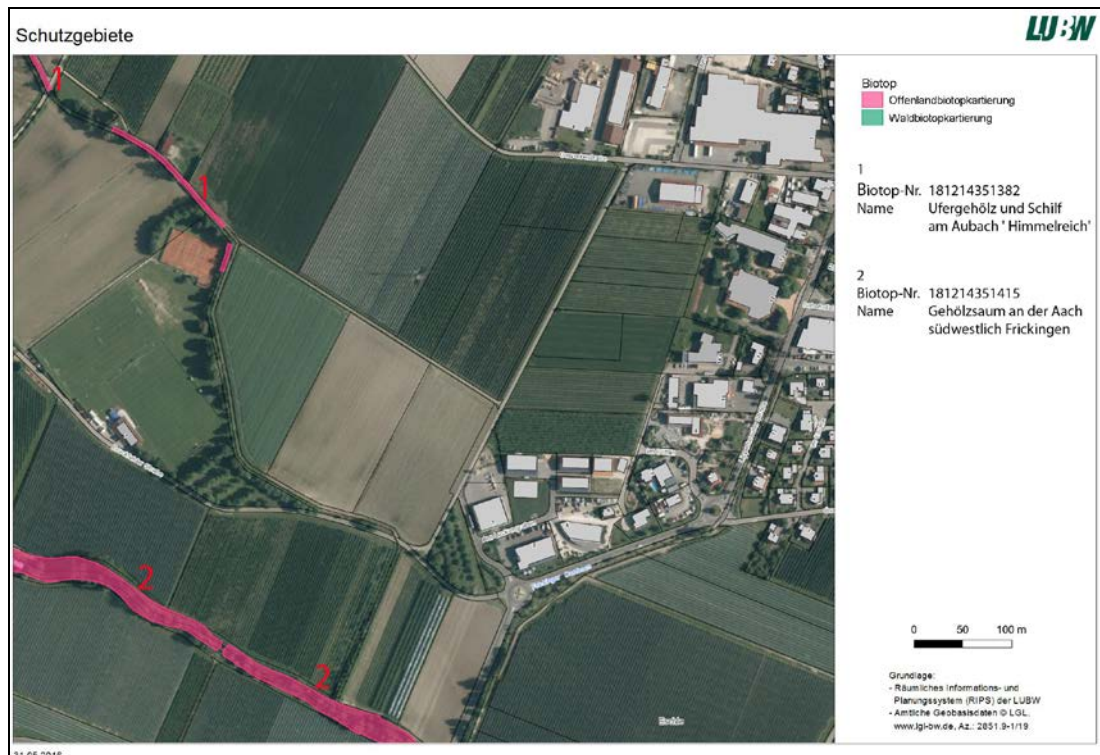 Schutzgebiete
LUBW
Biotop
Offenlandbiotopkartierung
Waldbiotopkartierung
1
Biotop-Nr. 181214351382
Name Ufergehölz und Schilf
am Aubach ' Himmelreich'
2
Biotop-Nr. 181214351415
Name Gehölzsaum an der Aach
südwestlich Frickingen
1
1
2
2
0 50 100 m
Grundlage:
- Räumliches Informations- und
Planungssystem (RIPS) der LUBW
- Amtliche Geobasisdaten © LGL.
www.lgl-bw.de, Az.: 2851.9-1/19